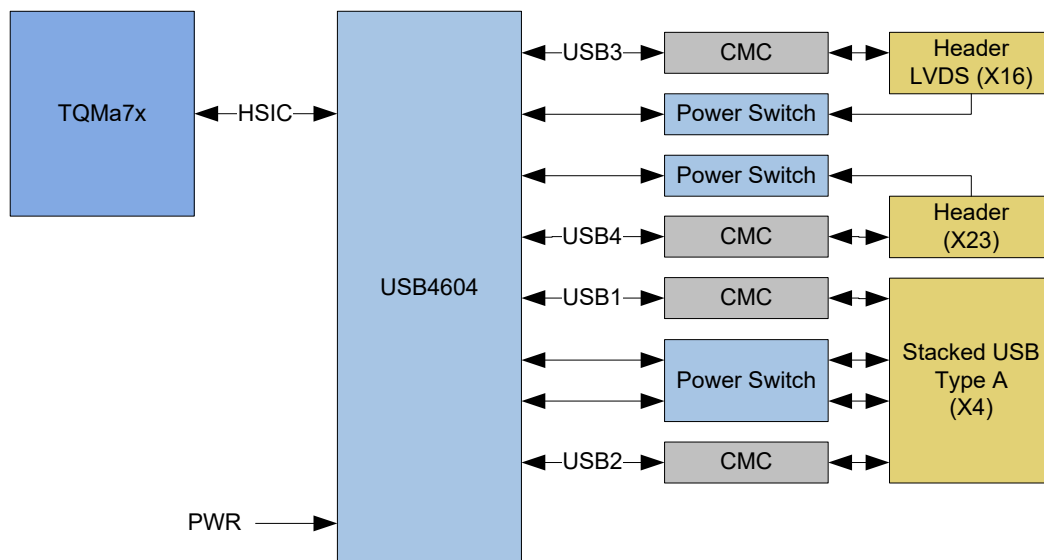 TQMa7x
HSIC
USB4604
PWR
USB3
CMC
Header
LVDS (X16)
Power Switch
Power Switch
USB4
CMC
Header
(X23)
USB1
CMC
Power Switch
Stacked USB
Type A
(X4)
USB2
CMC